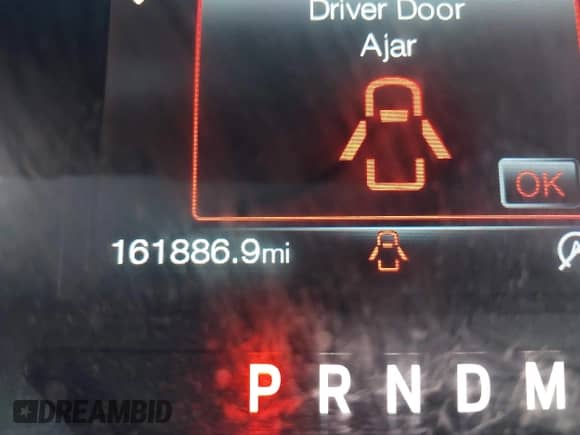 Driver Door
Ajar
OK
161886.9mi
P R N D M
DREAMBID